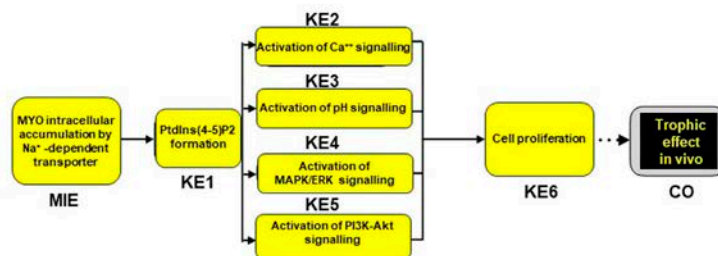 KE2
Activation of Ca⁺⁺ signalling
KE3
Activation of pH signalling
MYO intracellular
accumulation by
Na⁺ -dependent
transporter
MIE
PtdIns(4-5)P2
formation
KE1
KE4
Activation of
MAPK/ERK signalling
KE5
Activation of PI3K-Akt
signalling
Cell proliferation
KE6
Trophic
effect
in vivo
CO